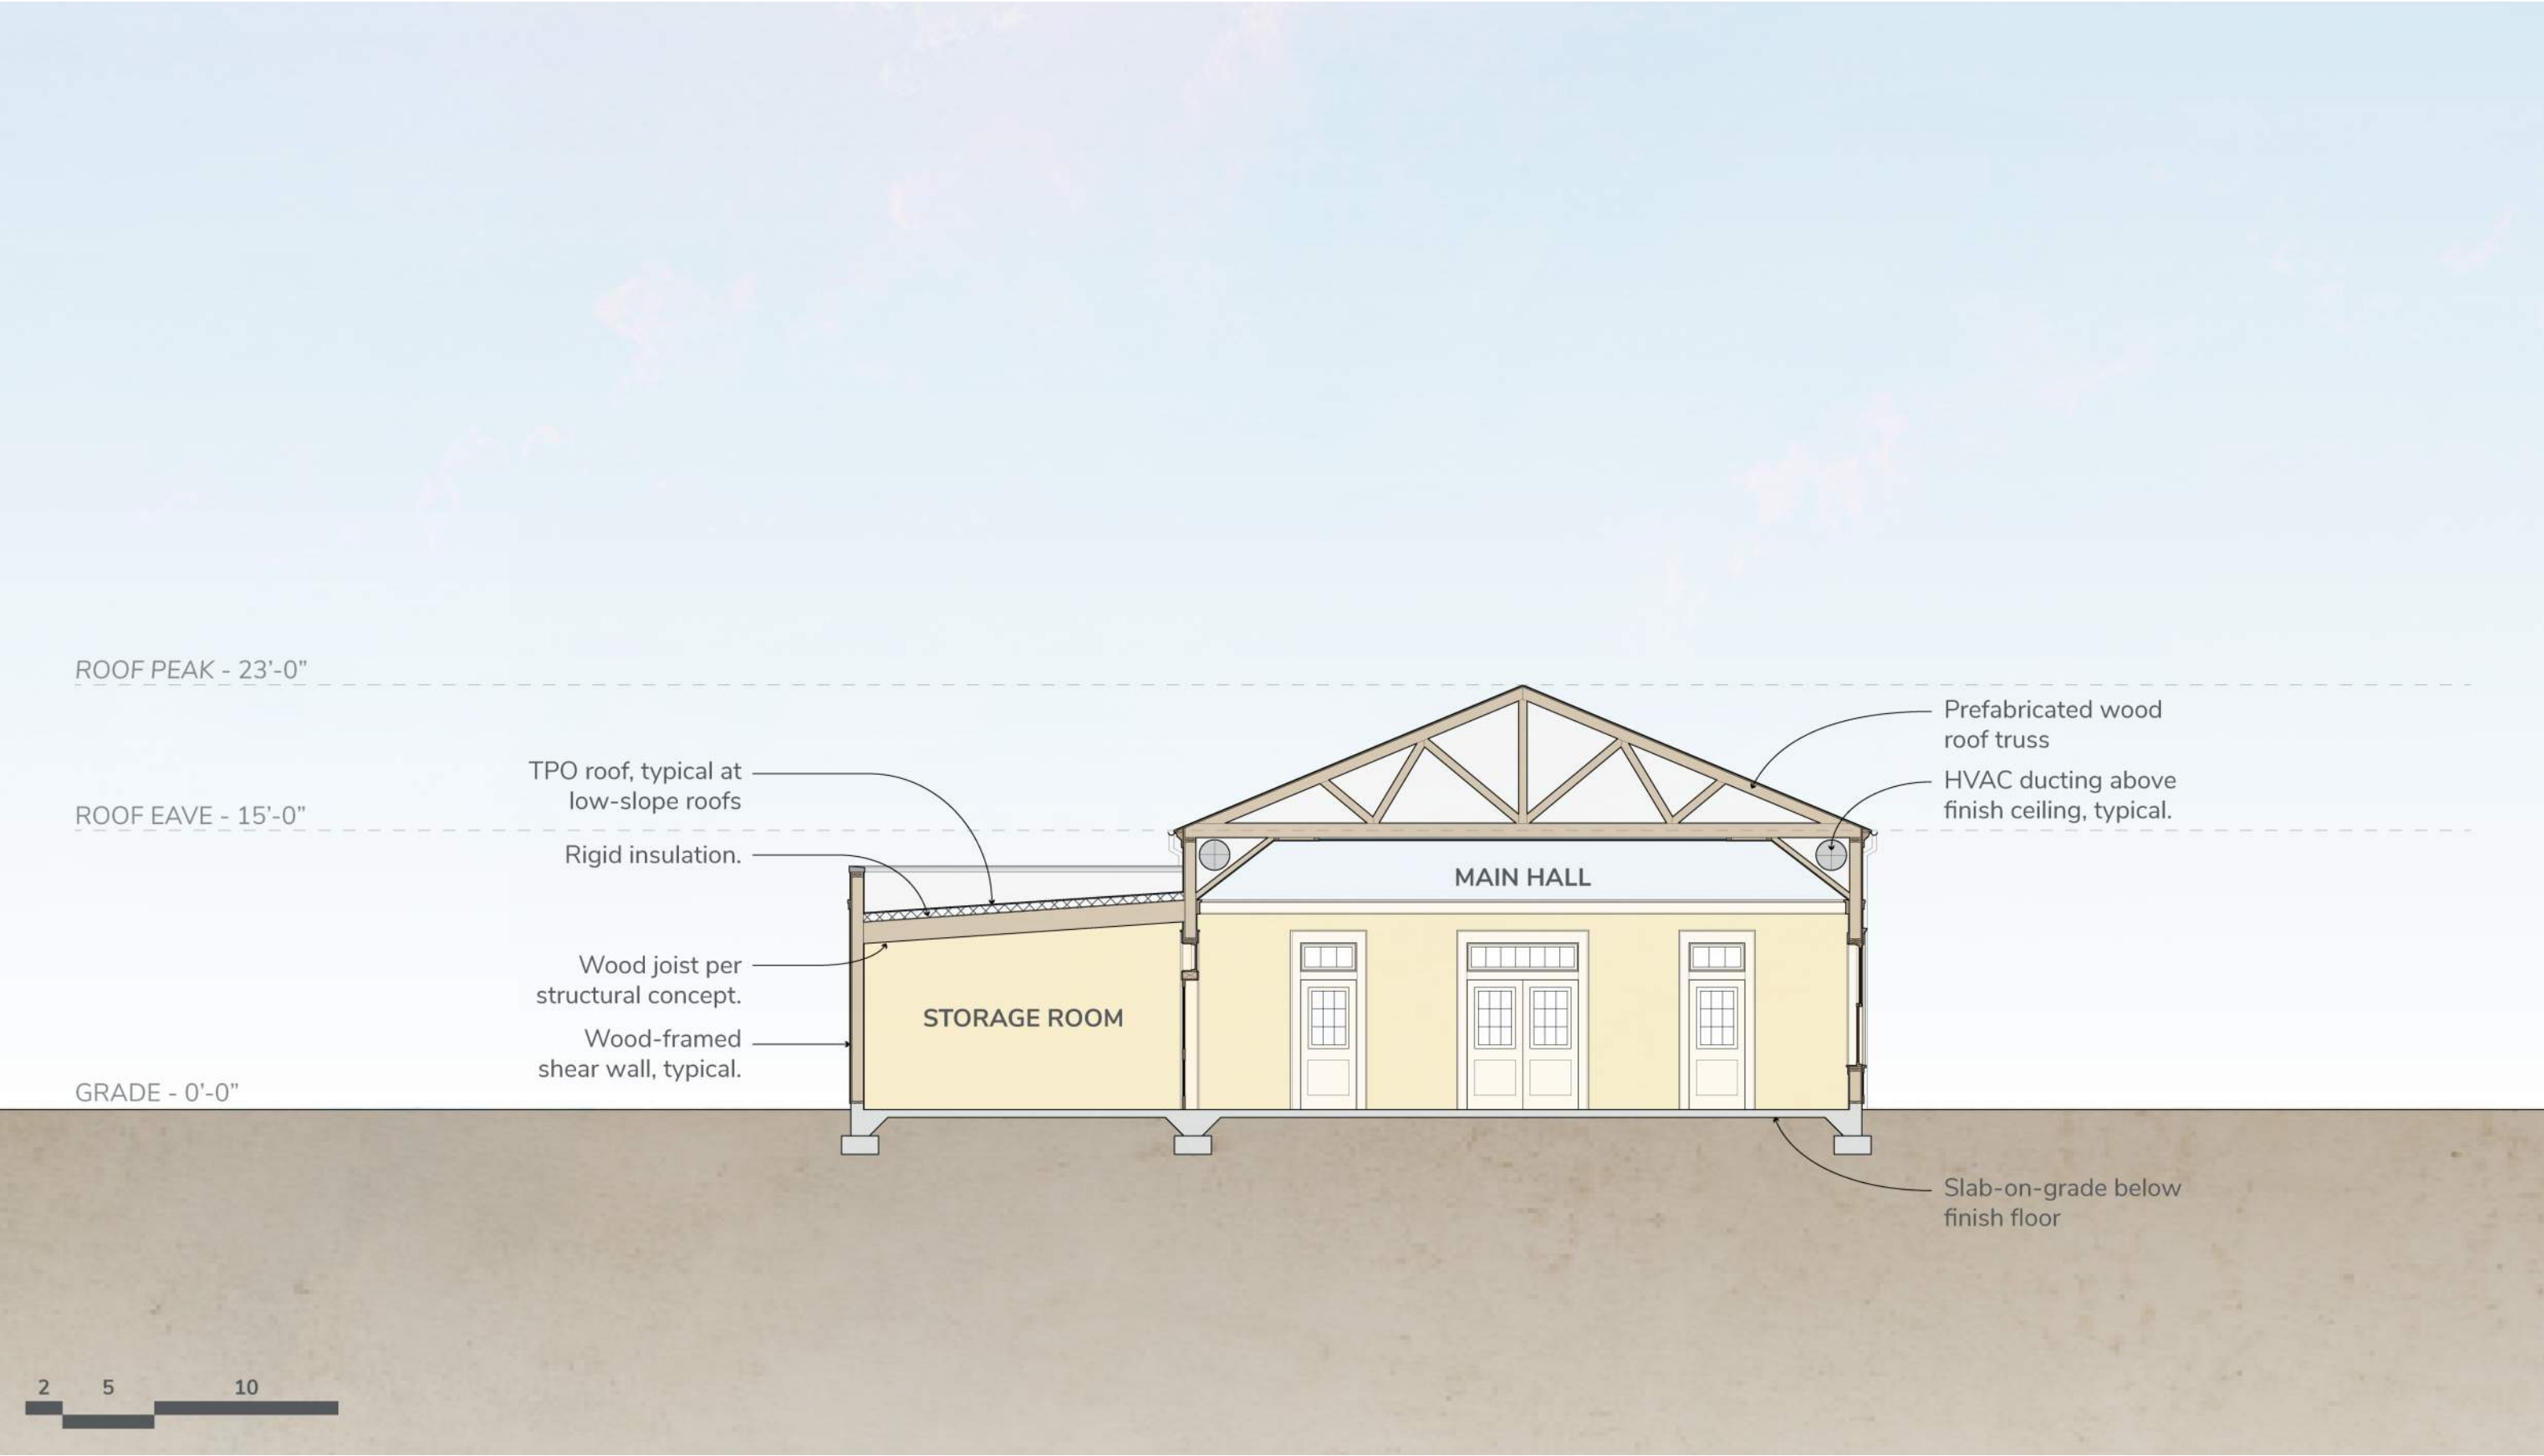 ROOF PEAK - 23’-0”
Prefabricated wood
roof truss
TPO roof, typical at
low-slope roofs
HVAC ducting above
finish ceiling, typical.
ROOF EAVE - 15’-0”
Rigid insulation.
MAIN HALL
Wood joist per
structural concept.
STORAGE ROOM
Wood-framed
shear wall, typical.
GRADE - 0’-0”
Slab-on-grade below
finish floor
2 5 10